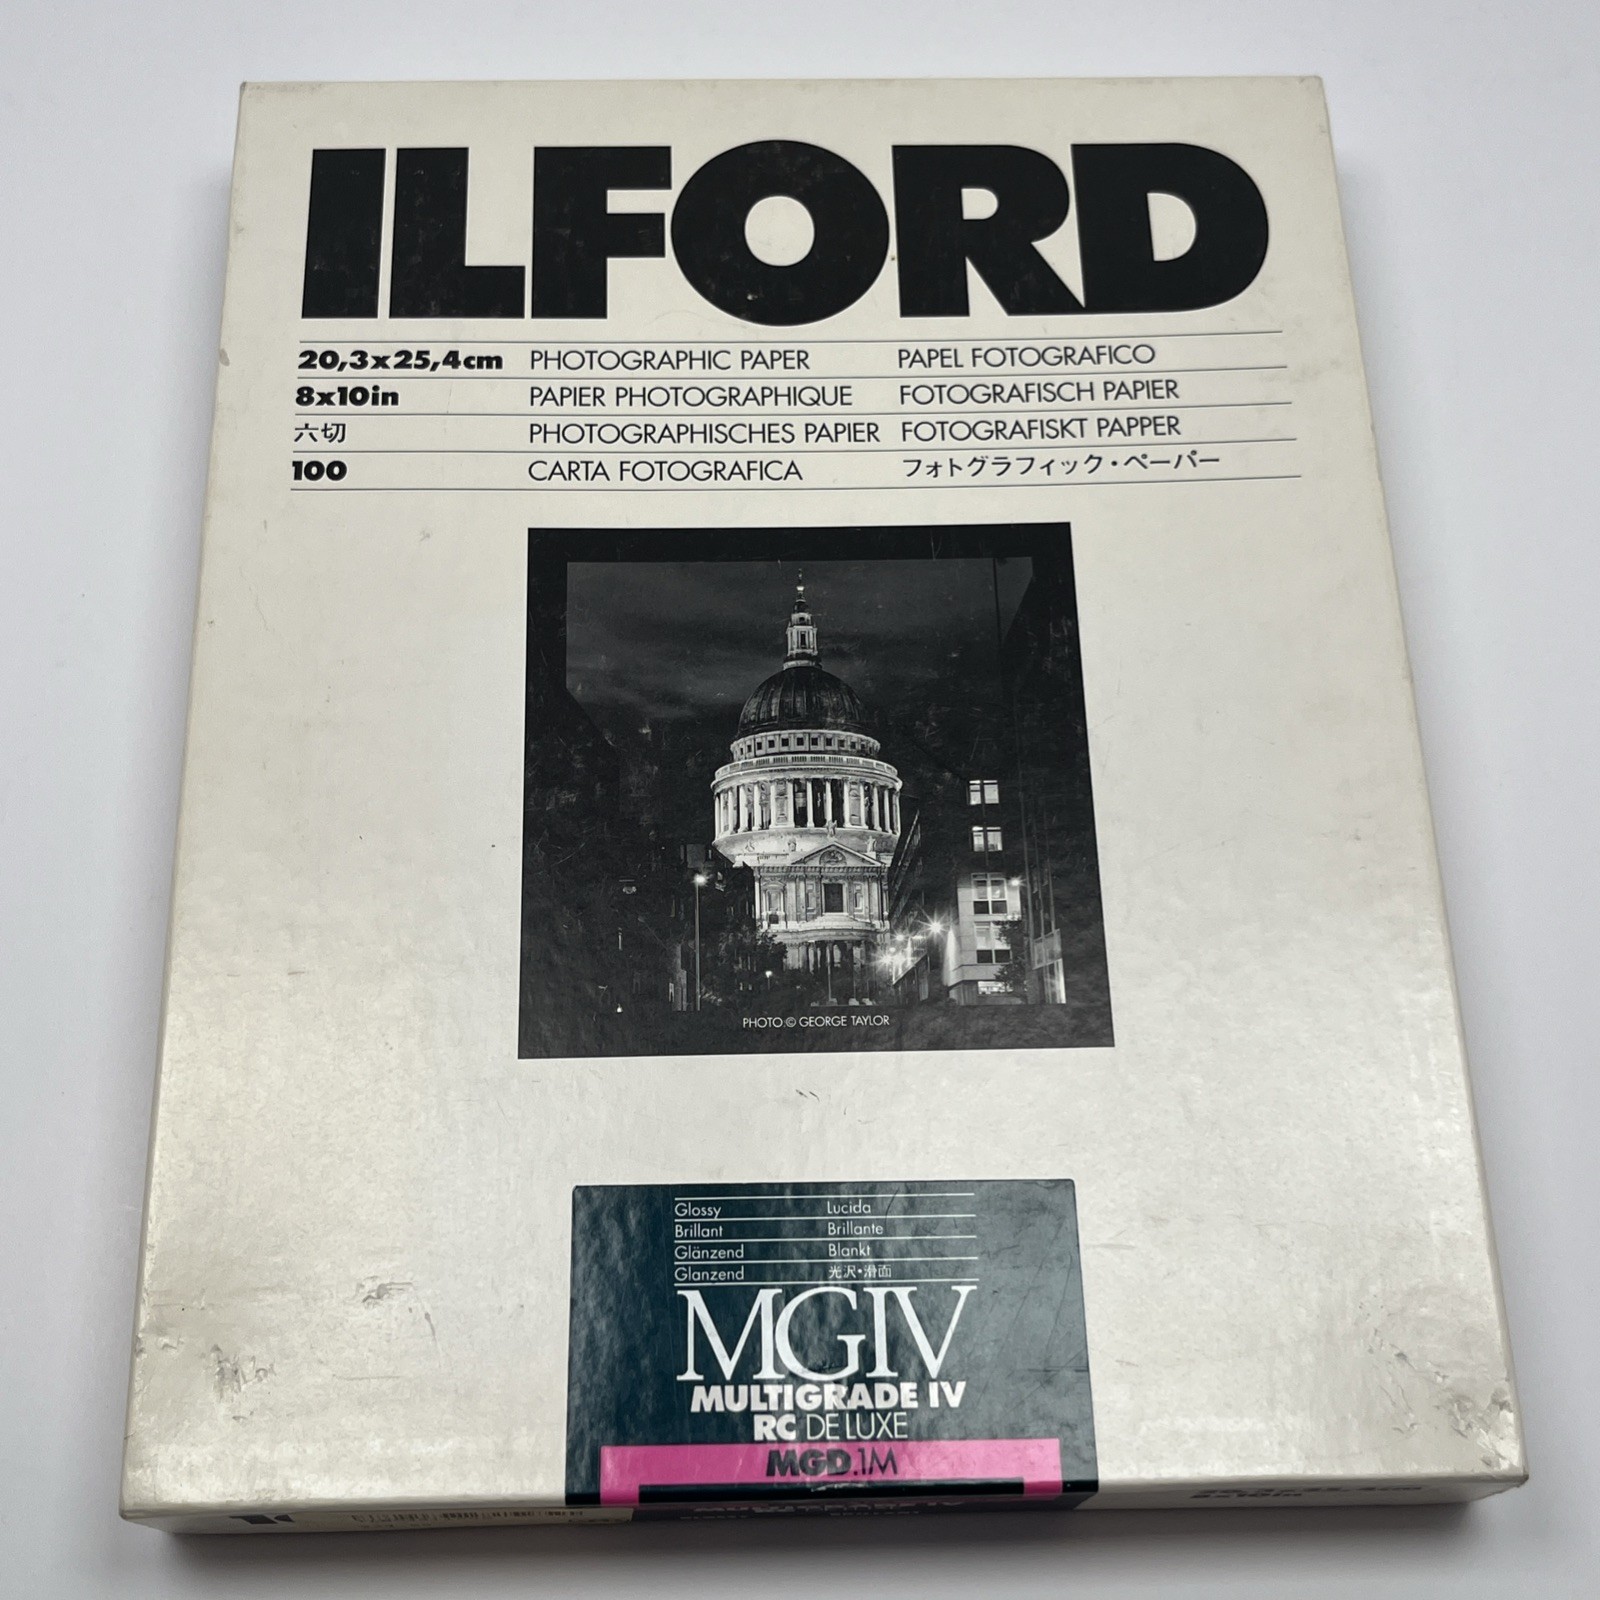 ILFORD
20,3x25,4cm PHOTOGRAPHIC PAPER PAPEL FOTOGRAFICO
8x10in PAPIER PHOTOGRAPHIQUE FOTOGRAFISCH PAPIER
六切 PHOTOGRAPHISCHES PAPIER FOTOGRAFISKT PAPPER
100 CARTA FOTOGRAFICA フォトグラフィック・ペーパー
PHOTO:© GEORGE TAYLOR
Glossy Lucida
Brillant Brillante
Glänzend Blankt
Glanzend 光沢•滑面
MGIV
MULTIGRADE IV
RC DE LUXE
MGD.1M
MULTIGRADE IV